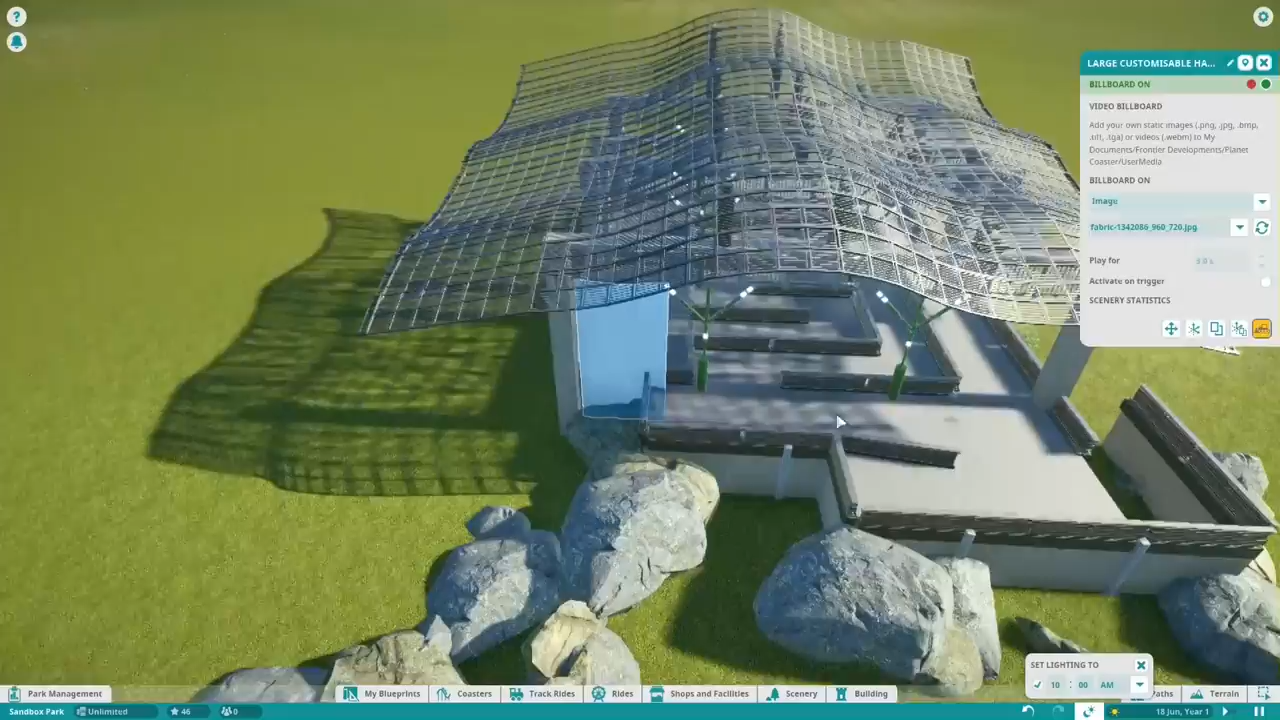 LARGE CUSTOMISABLE HA...
BILLBOARD ON
VIDEO BILLBOARD
Add your own static images (.png, .jpg, .bmp,
.tiff, .tga) or videos (.webm) to My
Documents/Frontier Developments/Planet
Coaster/UserMedia
BILLBOARD ON
Image
fabric-1342086_960_720.jpg
Play for
Activate on trigger
SCENERY STATISTICS
SET LIGHTING TO
10 : 00 AM
Park Management
My Blueprints
Coasters
Track Rides
Rides
Shops and Facilities
Scenery
Building
Paths
Terrain
Sandbox Park
Unlimited
46
0
18 Jun, Year 1